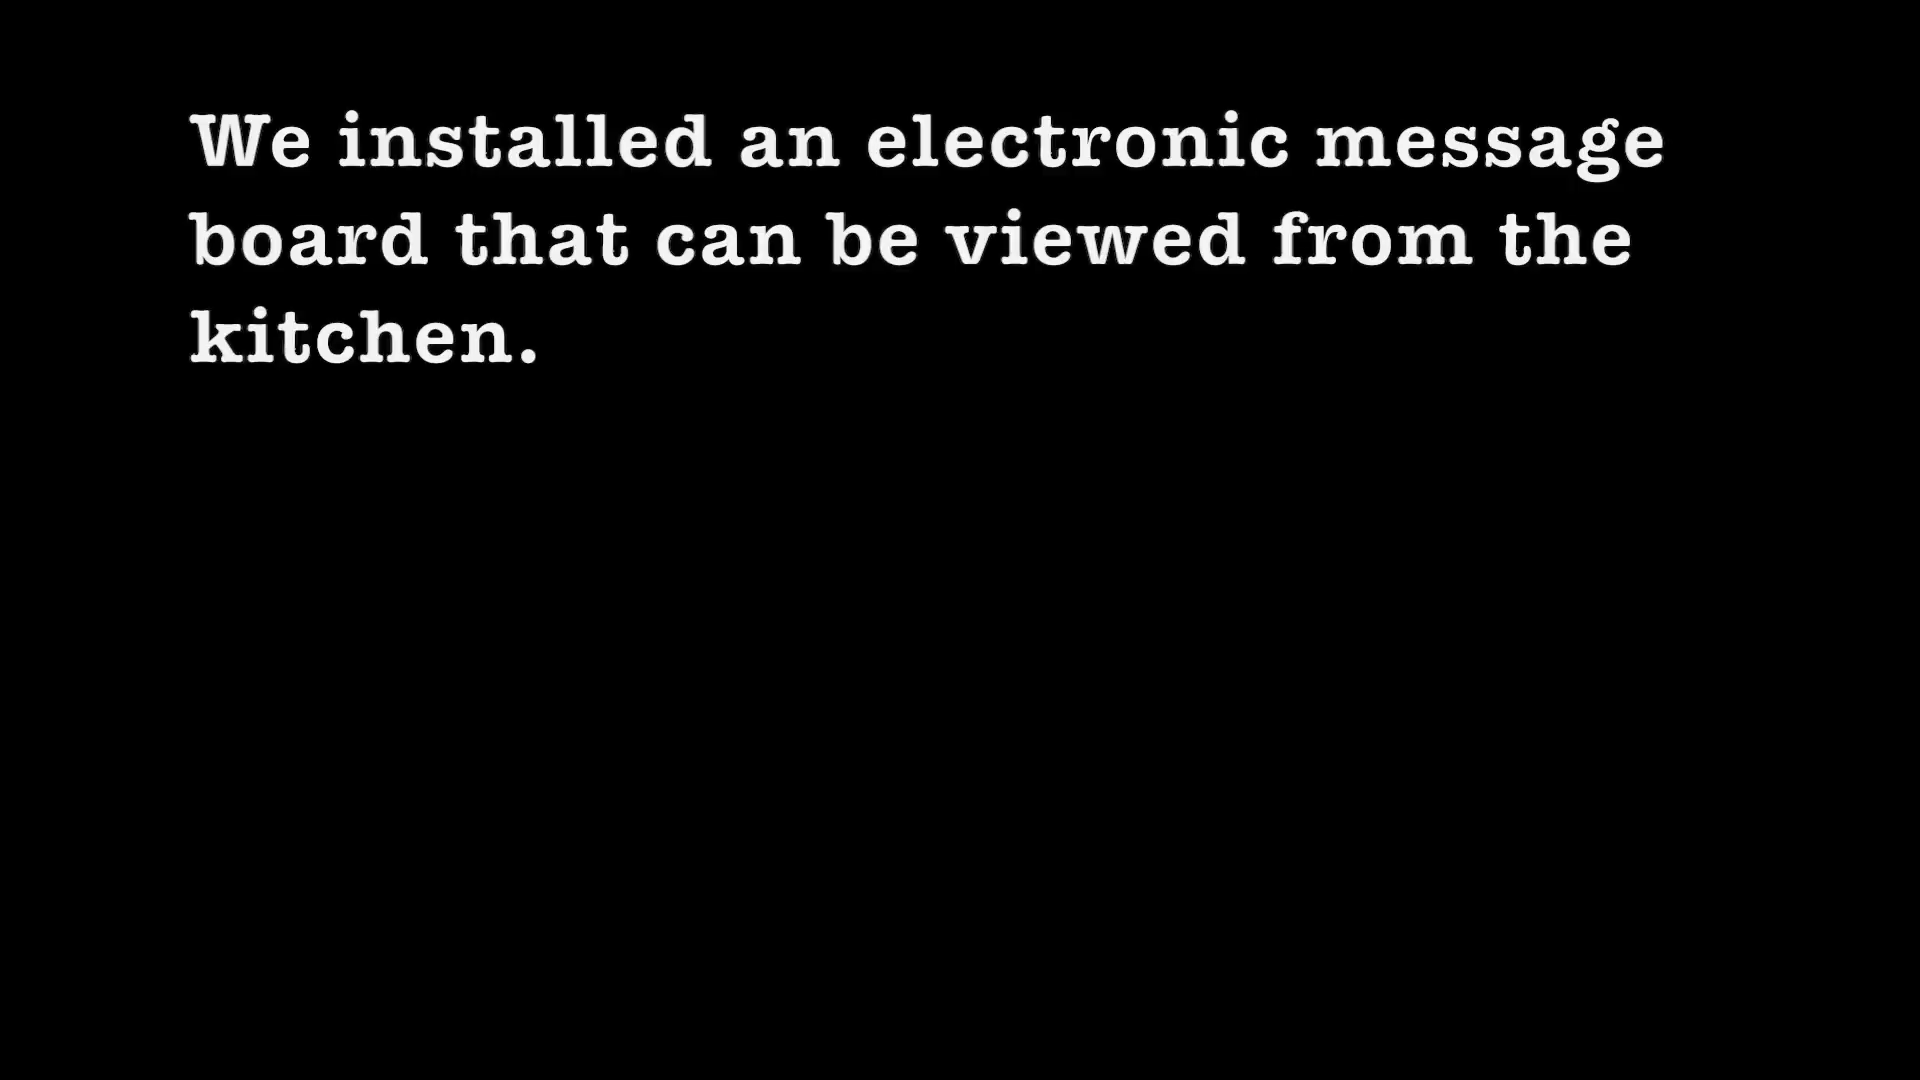 We installed an electronic message
board that can be viewed from the
kitchen.